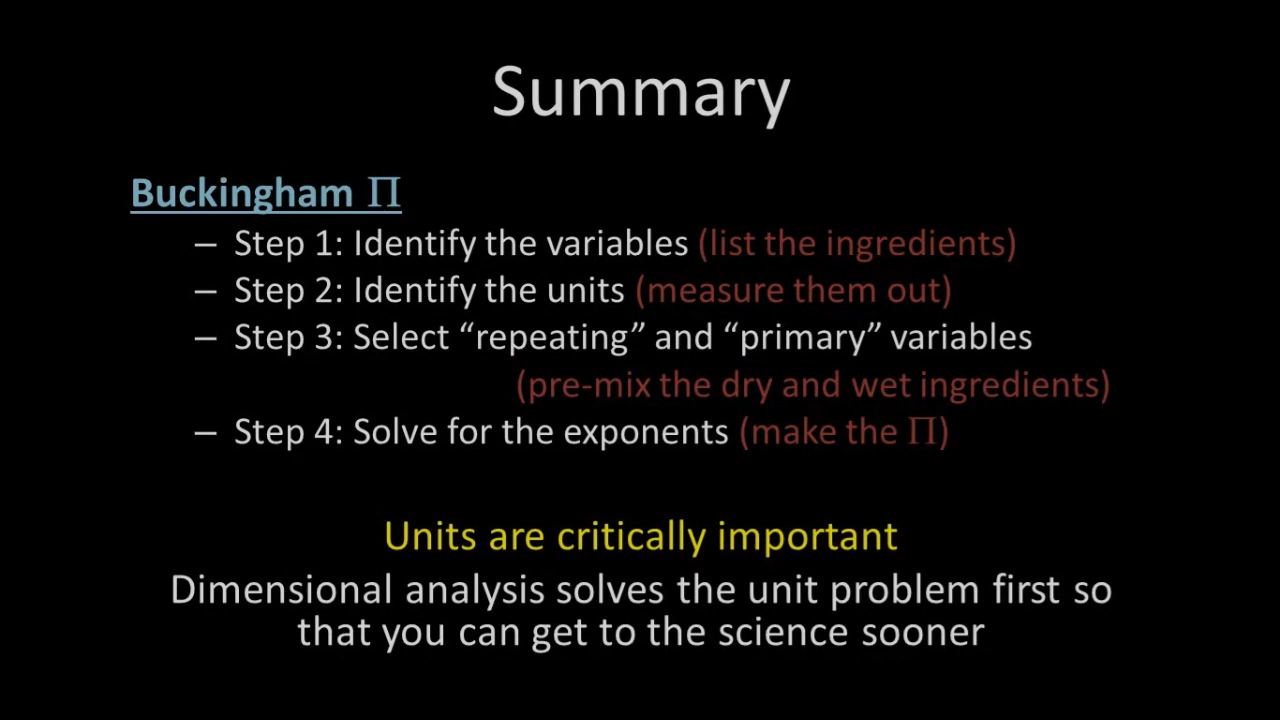 Summary
Buckingham Π
– Step 1: Identify the variables (list the ingredients)
– Step 2: Identify the units (measure them out)
– Step 3: Select “repeating” and “primary” variables
(pre-mix the dry and wet ingredients)
– Step 4: Solve for the exponents (make the Π)
Units are critically important
Dimensional analysis solves the unit problem first so
that you can get to the science sooner